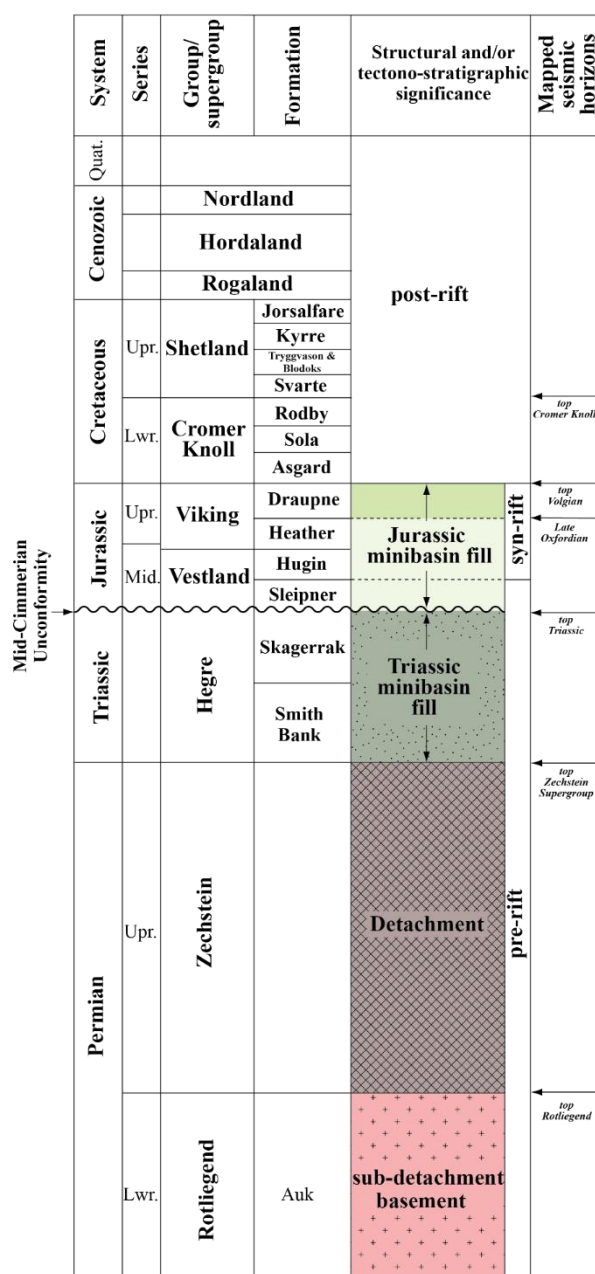 System
Series
Group/
supergroup
Formation
Structural and/or
tectono-stratigraphic
significance
Mapped
seismic
horizons
Quat.
Cenozoic
Nordland
Hordaland
Rogaland
post-rift
Cretaceous
Upr.
Shetland
Jorsalfare
Kyrre
Tryggvason &
Blodoks
Svarte
Lwr.
Cromer
Knoll
Rodby
Sola
Asgard
top
Cromer Knoll
Jurassic
Upr.
Viking
Draupne
Heather
Mid.
Vestland
Hugin
Sleipner
Jurassic
minibasin fill
syn-rift
top
Volgian
Late
Oxfordian
Mid-Cimmerian
Unconformity
top
Triassic
Triassic
Hegre
Skagerrak
Smith
Bank
Triassic
minibasin
fill
top
Zechstein
Supergroup
Permian
Upr.
Zechstein
Detachment
pre-rift
top
Rotliegend
Lwr.
Rotliegend
Auk
sub-detachment
basement